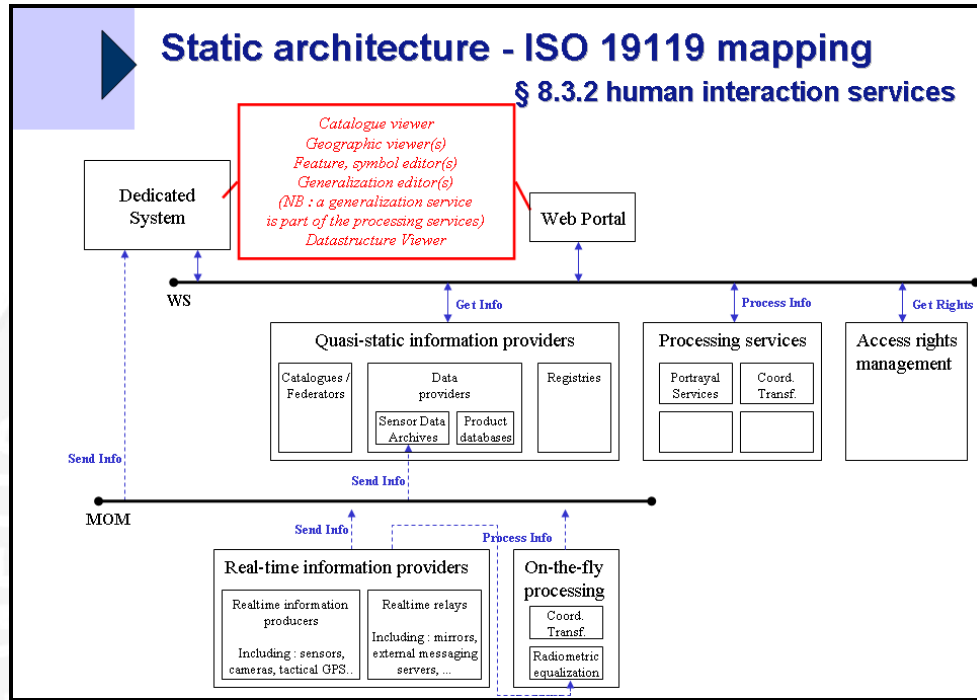 Static architecture - ISO 19119 mapping
§ 8.3.2 human interaction services
Catalogue viewer
Geographic viewer(s)
Feature, symbol editor(s)
Generalization editor(s)
(NB : a generalization service
is part of the processing services)
Datastructure Viewer
Dedicated
System
Web Portal
WS
Get Info
Process Info
Get Rights
Quasi-static information providers
Catalogues /
Federators
Data
providers
Sensor Data
Archives
Product
databases
Registries
Processing services
Portrayal
Services
Coord.
Transf.
Access rights
management
Send Info
Send Info
MOM
Send Info
Process Info
Real-time information providers
Realtime information
producers
Including : sensors,
cameras, tactical GPS..
Realtime relays
Including : mirrors,
external messaging
servers, ...
On-the-fly
processing
Coord.
Transf.
Radiometric
equalization